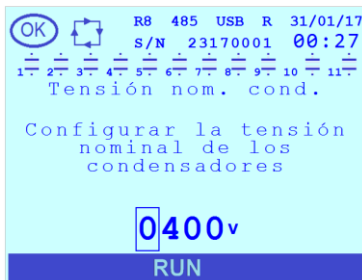 OK R8 485 USB R 31/01/17
S/N 23170001 00:27
1. 2. 3. 4. 5. 6. 7. 8. 9. 10. 11.
Tensión nom. cond.
Configurar la tensión
nominal de los
condensadores
0400v
RUN